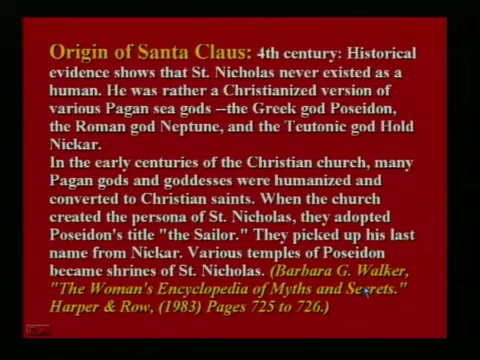 Origin of Santa Claus: 4th century: Historical
evidence shows that St. Nicholas never existed as a
human. He was rather a Christianized version of
various Pagan sea gods --the Greek god Poseidon,
the Roman god Neptune, and the Teutonic god Hold
Nickar.
In the early centuries of the Christian church, many
Pagan gods and goddesses were humanized and
converted to Christian saints. When the church
created the persona of St. Nicholas, they adopted
Poseidon's title "the Sailor." They picked up his last
name from Nickar. Various temples of Poseidon
became shrines of St. Nicholas. (Barbara G. Walker,
"The Woman's Encyclopedia of Myths and Secrets."
Harper & Row, (1983) Pages 725 to 726.)